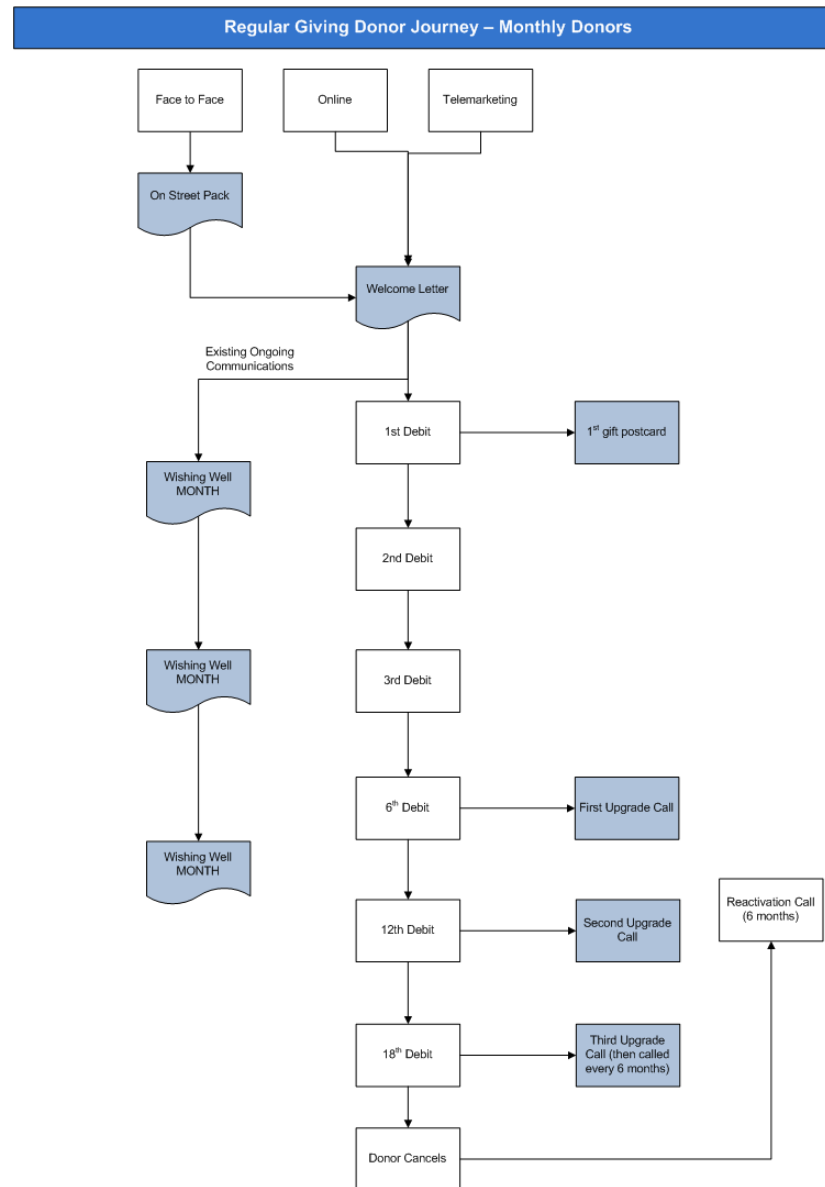 Regular Giving Donor Journey – Monthly Donors
Face to Face
Online
Telemarketing
On Street Pack
Welcome Letter
Existing Ongoing
Communications
1st Debit
1st gift postcard
Wishing Well
MONTH
2nd Debit
Wishing Well
MONTH
3rd Debit
6th Debit
First Upgrade Call
Wishing Well
MONTH
Reactivation Call
(6 months)
12th Debit
Second Upgrade
Call
18th Debit
Third Upgrade
Call (then called
every 6 months)
Donor Cancels